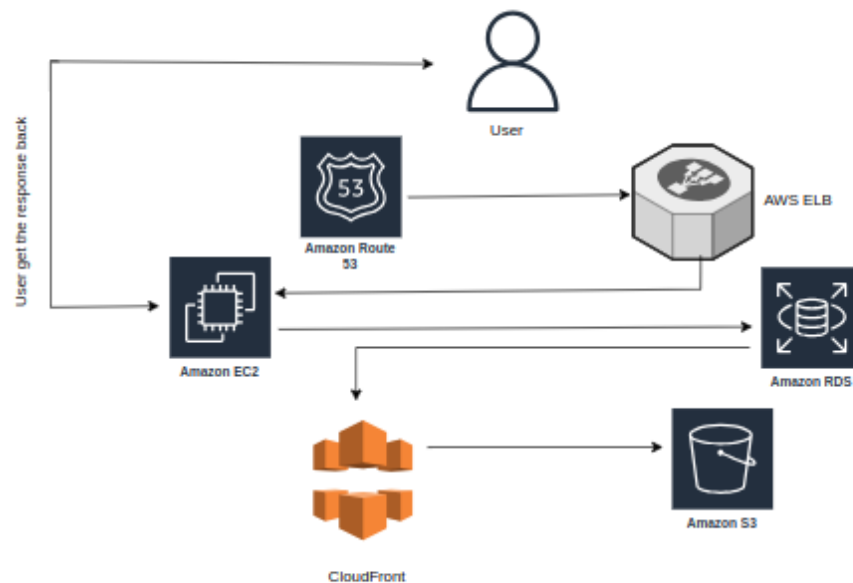 User
53
AWS ELB
Amazon Route
53
User get the response back
Amazon EC2
Amazon RDS
Amazon S3
CloudFront